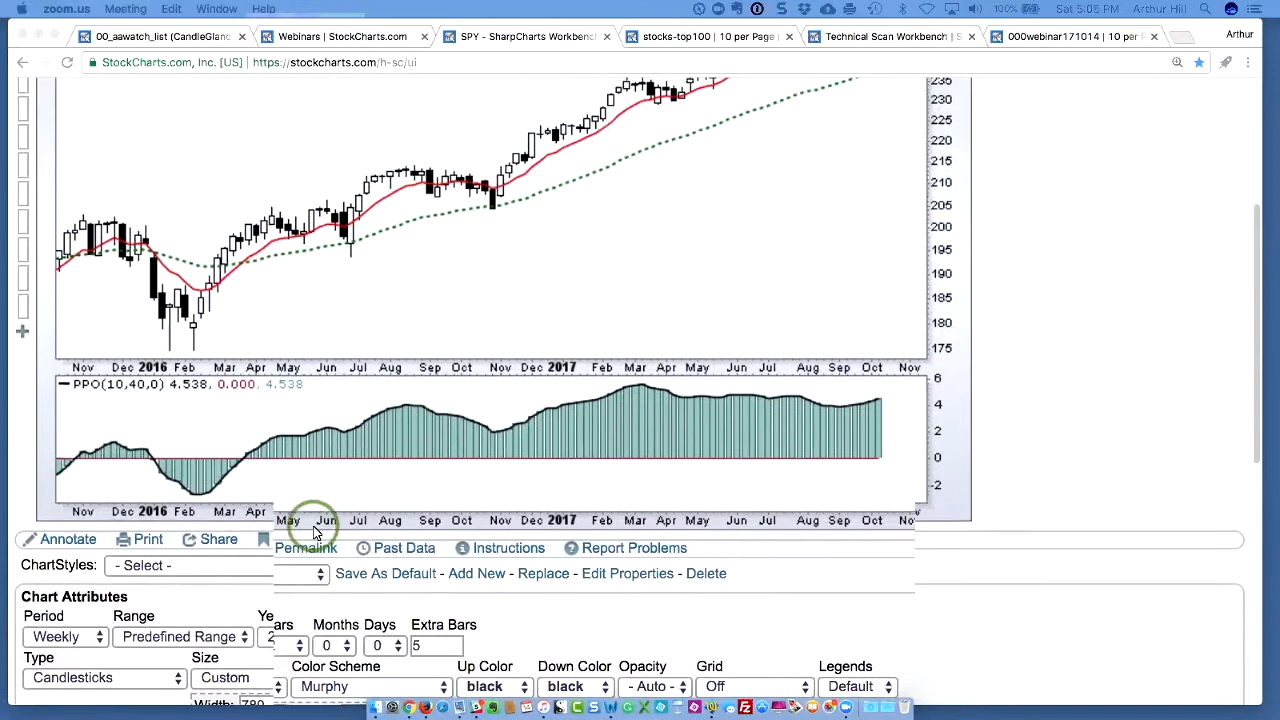 zoom.us Meeting Edit Window Help 100% Sat 5:05 PM Arthur Hill
00_aawatch_list (CandleGlan × Webinars | StockCharts.com × SPY - SharpCharts Workbenc × stocks-top100 | 10 per Page | × Technical Scan Workbench | S × 000webinar171014 | 10 per P × Arthur
StockCharts.com, Inc. [US] | https://stockcharts.com/h-sc/ui
235
230
225
220
215
210
205
200
195
190
185
180
175
Nov Dec 2016 Feb Mar Apr May Jun Jul Aug Sep Oct Nov Dec 2017 Feb Mar Apr May Jun Jul Aug Sep Oct Nov
PPO(10,40,0) 4.538, 0.000, 4.538
6
4
2
0
-2
Nov Dec 2016 Feb Mar Apr May Jun Jul Aug Sep Oct Nov Dec 2017 Feb Mar Apr May Jun Jul Aug Sep Oct Nov
Annotate Print Share Permalink Past Data Instructions Report Problems
ChartStyles: - Select - Save As Default - Add New - Replace - Edit Properties - Delete
Chart Attributes
Period Range Ye ars Months Days Extra Bars
Weekly Predefined Range 2 0 0 5
Type Size Color Scheme Up Color Down Color Opacity Grid Legends
Candlesticks Custom Murphy black black - Auto - Off Default
Width: 780